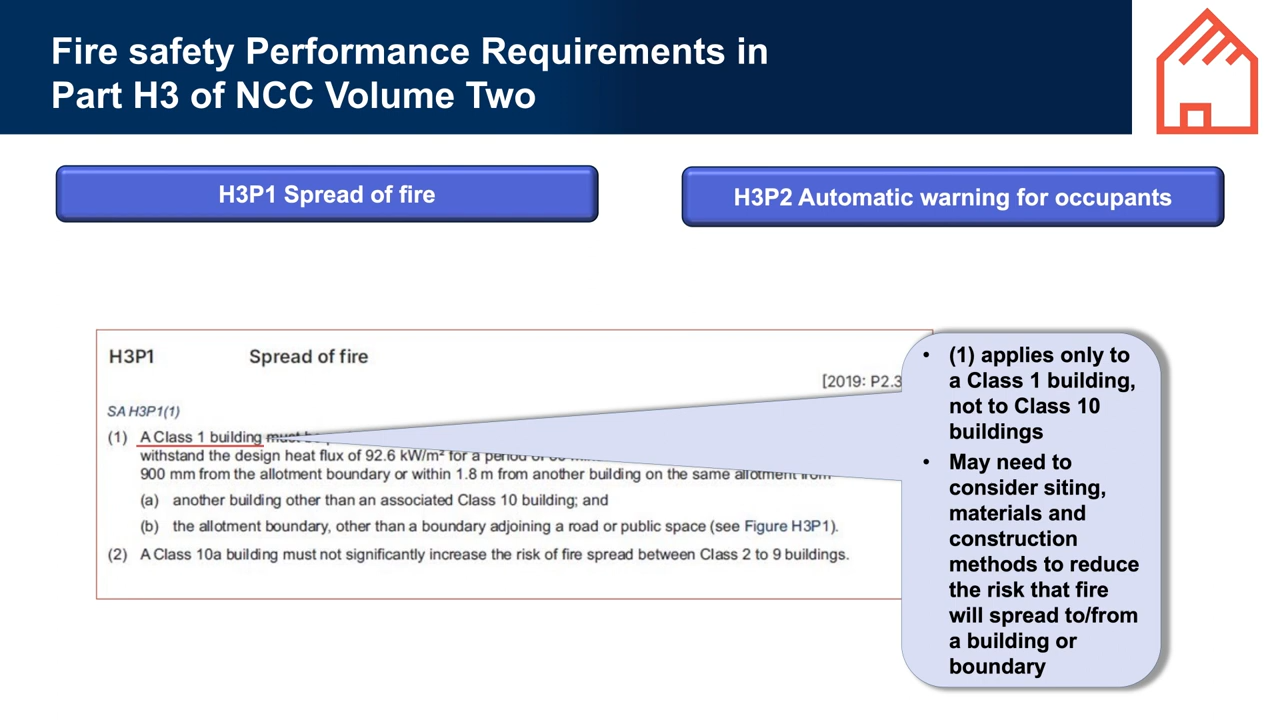 Fire safety Performance Requirements in
Part H3 of NCC Volume Two
H3P1 Spread of fire
H3P2 Automatic warning for occupants
H3P1 Spread of fire
[2019: P2.3
SA H3P1(1)
(1) A Class 1 building must be
withstand the design heat flux of 92.6 kW/m² for a period of
900 mm from the allotment boundary or within 1.8 m from another building on the same allotment from
(a) another building other than an associated Class 10 building; and
(b) the allotment boundary, other than a boundary adjoining a road or public space (see Figure H3P1).
(2) A Class 10a building must not significantly increase the risk of fire spread between Class 2 to 9 buildings.
• (1) applies only to
a Class 1 building,
not to Class 10
buildings
• May need to
consider siting,
materials and
construction
methods to reduce
the risk that fire
will spread to/from
a building or
boundary